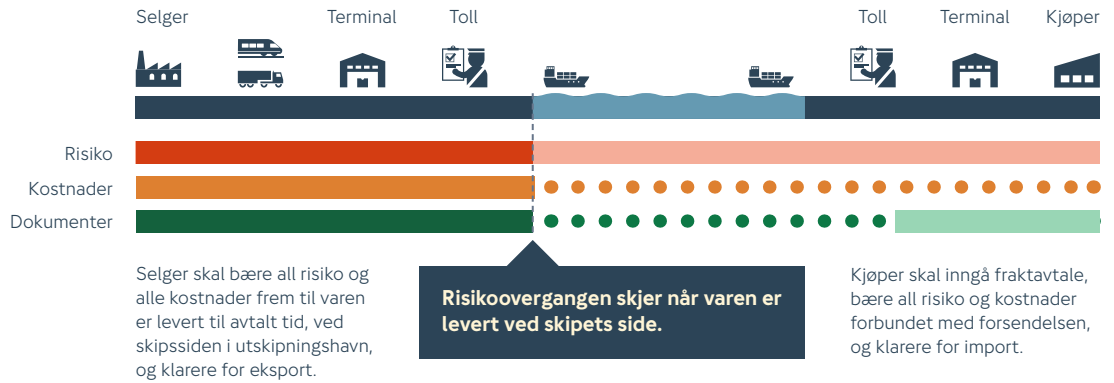 Selger
Terminal
Toll
Toll
Terminal
Kjøper
Risiko
Kostnader
Dokumenter
Selger skal bære all risiko og
alle kostnader frem til varen
er levert til avtalt tid, ved
skipssiden i utskipningshavn,
og klarere for eksport.
Risikoovergangen skjer når varen er
levert ved skipets side.
Kjøper skal inngå fraktavtale,
bære all risiko og kostnader
forbundet med forsendelsen,
og klarere for import.